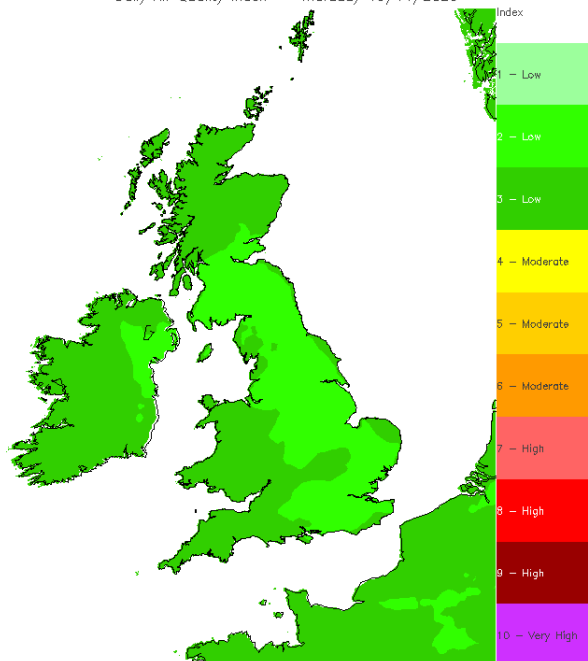 Index
1 – Low
2 – Low
3 – Low
4 – Moderate
5 – Moderate
6 – Moderate
7 – High
8 – High
9 – High
10 – Very High